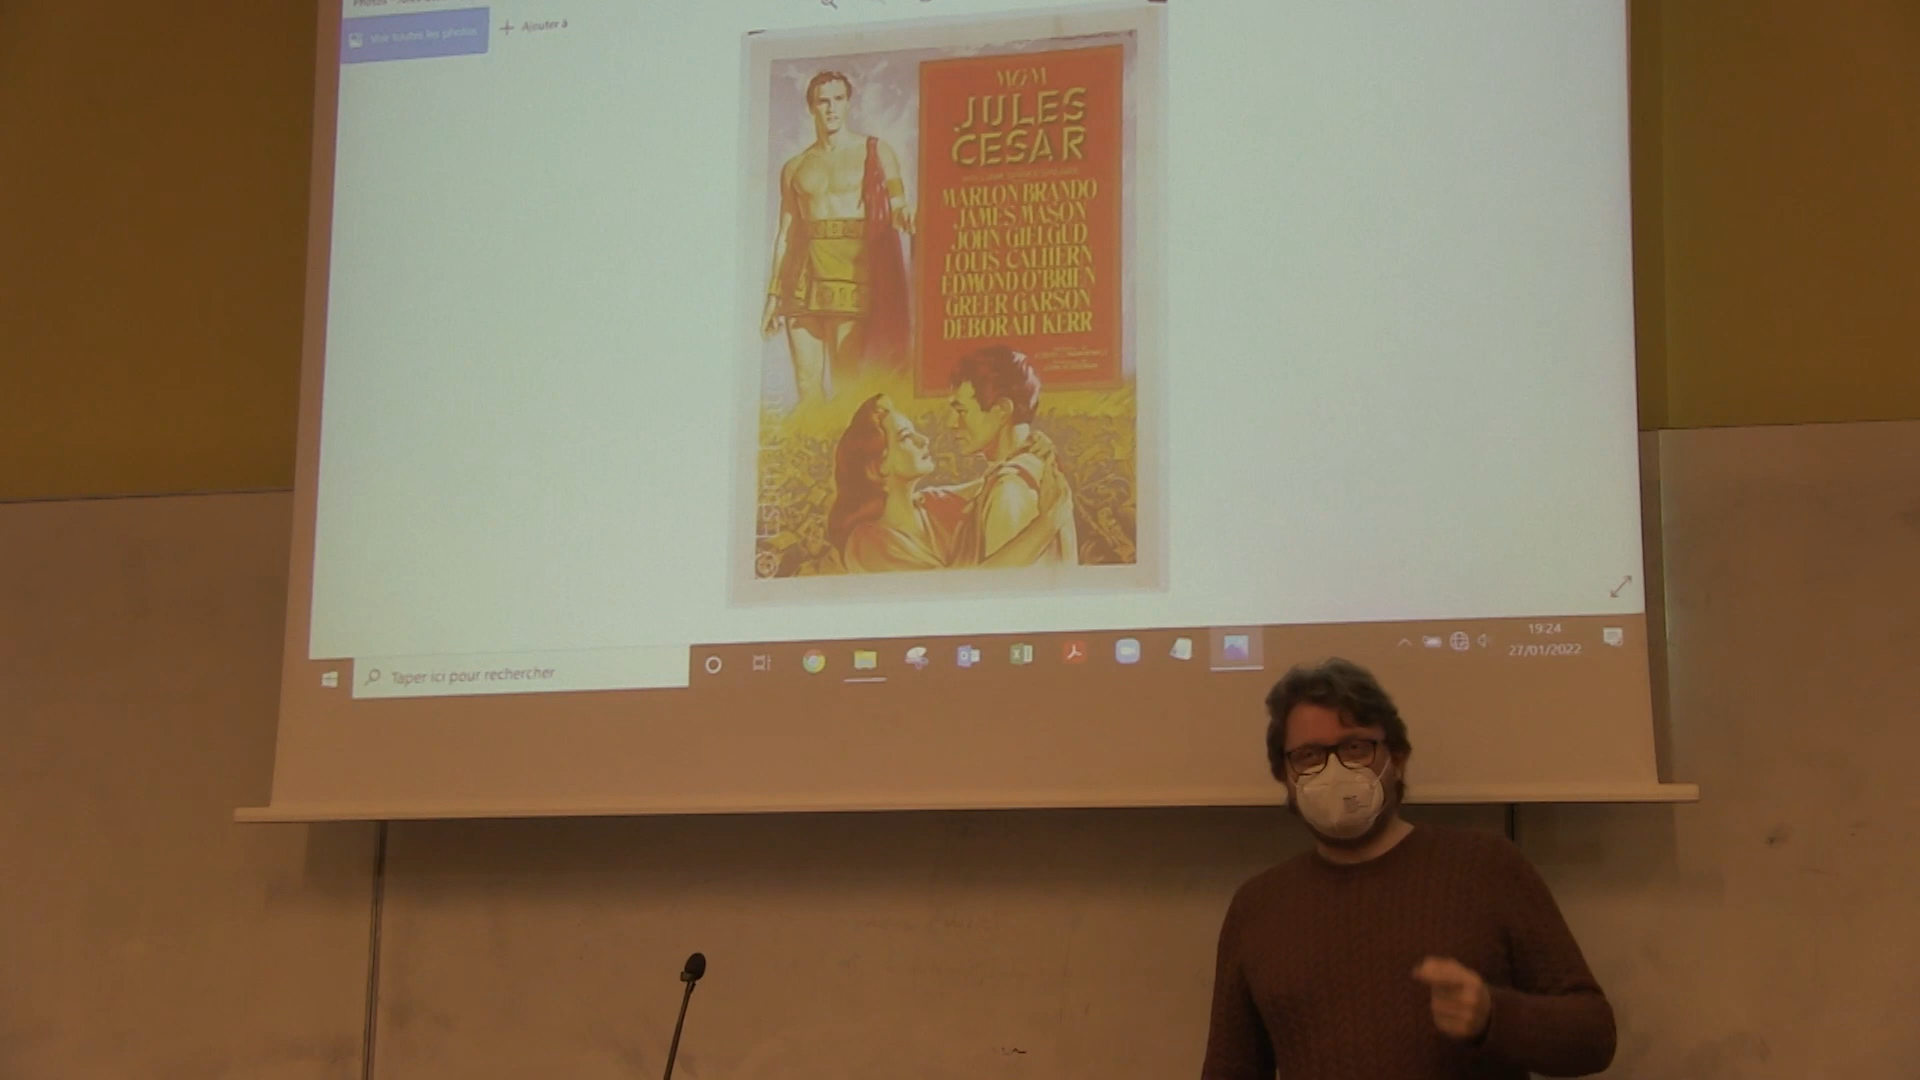 Voir toutes les photos
Ajouter à
MGM
JULES
CESAR
MARLON BRANDO
JAMES MASON
JOHN GIELGUD
LOUIS CALHERN
EDMOND O'BRIEN
GREER GARSON
DEBORAH KERR
Taper ici pour rechercher
19:24
27/01/2022